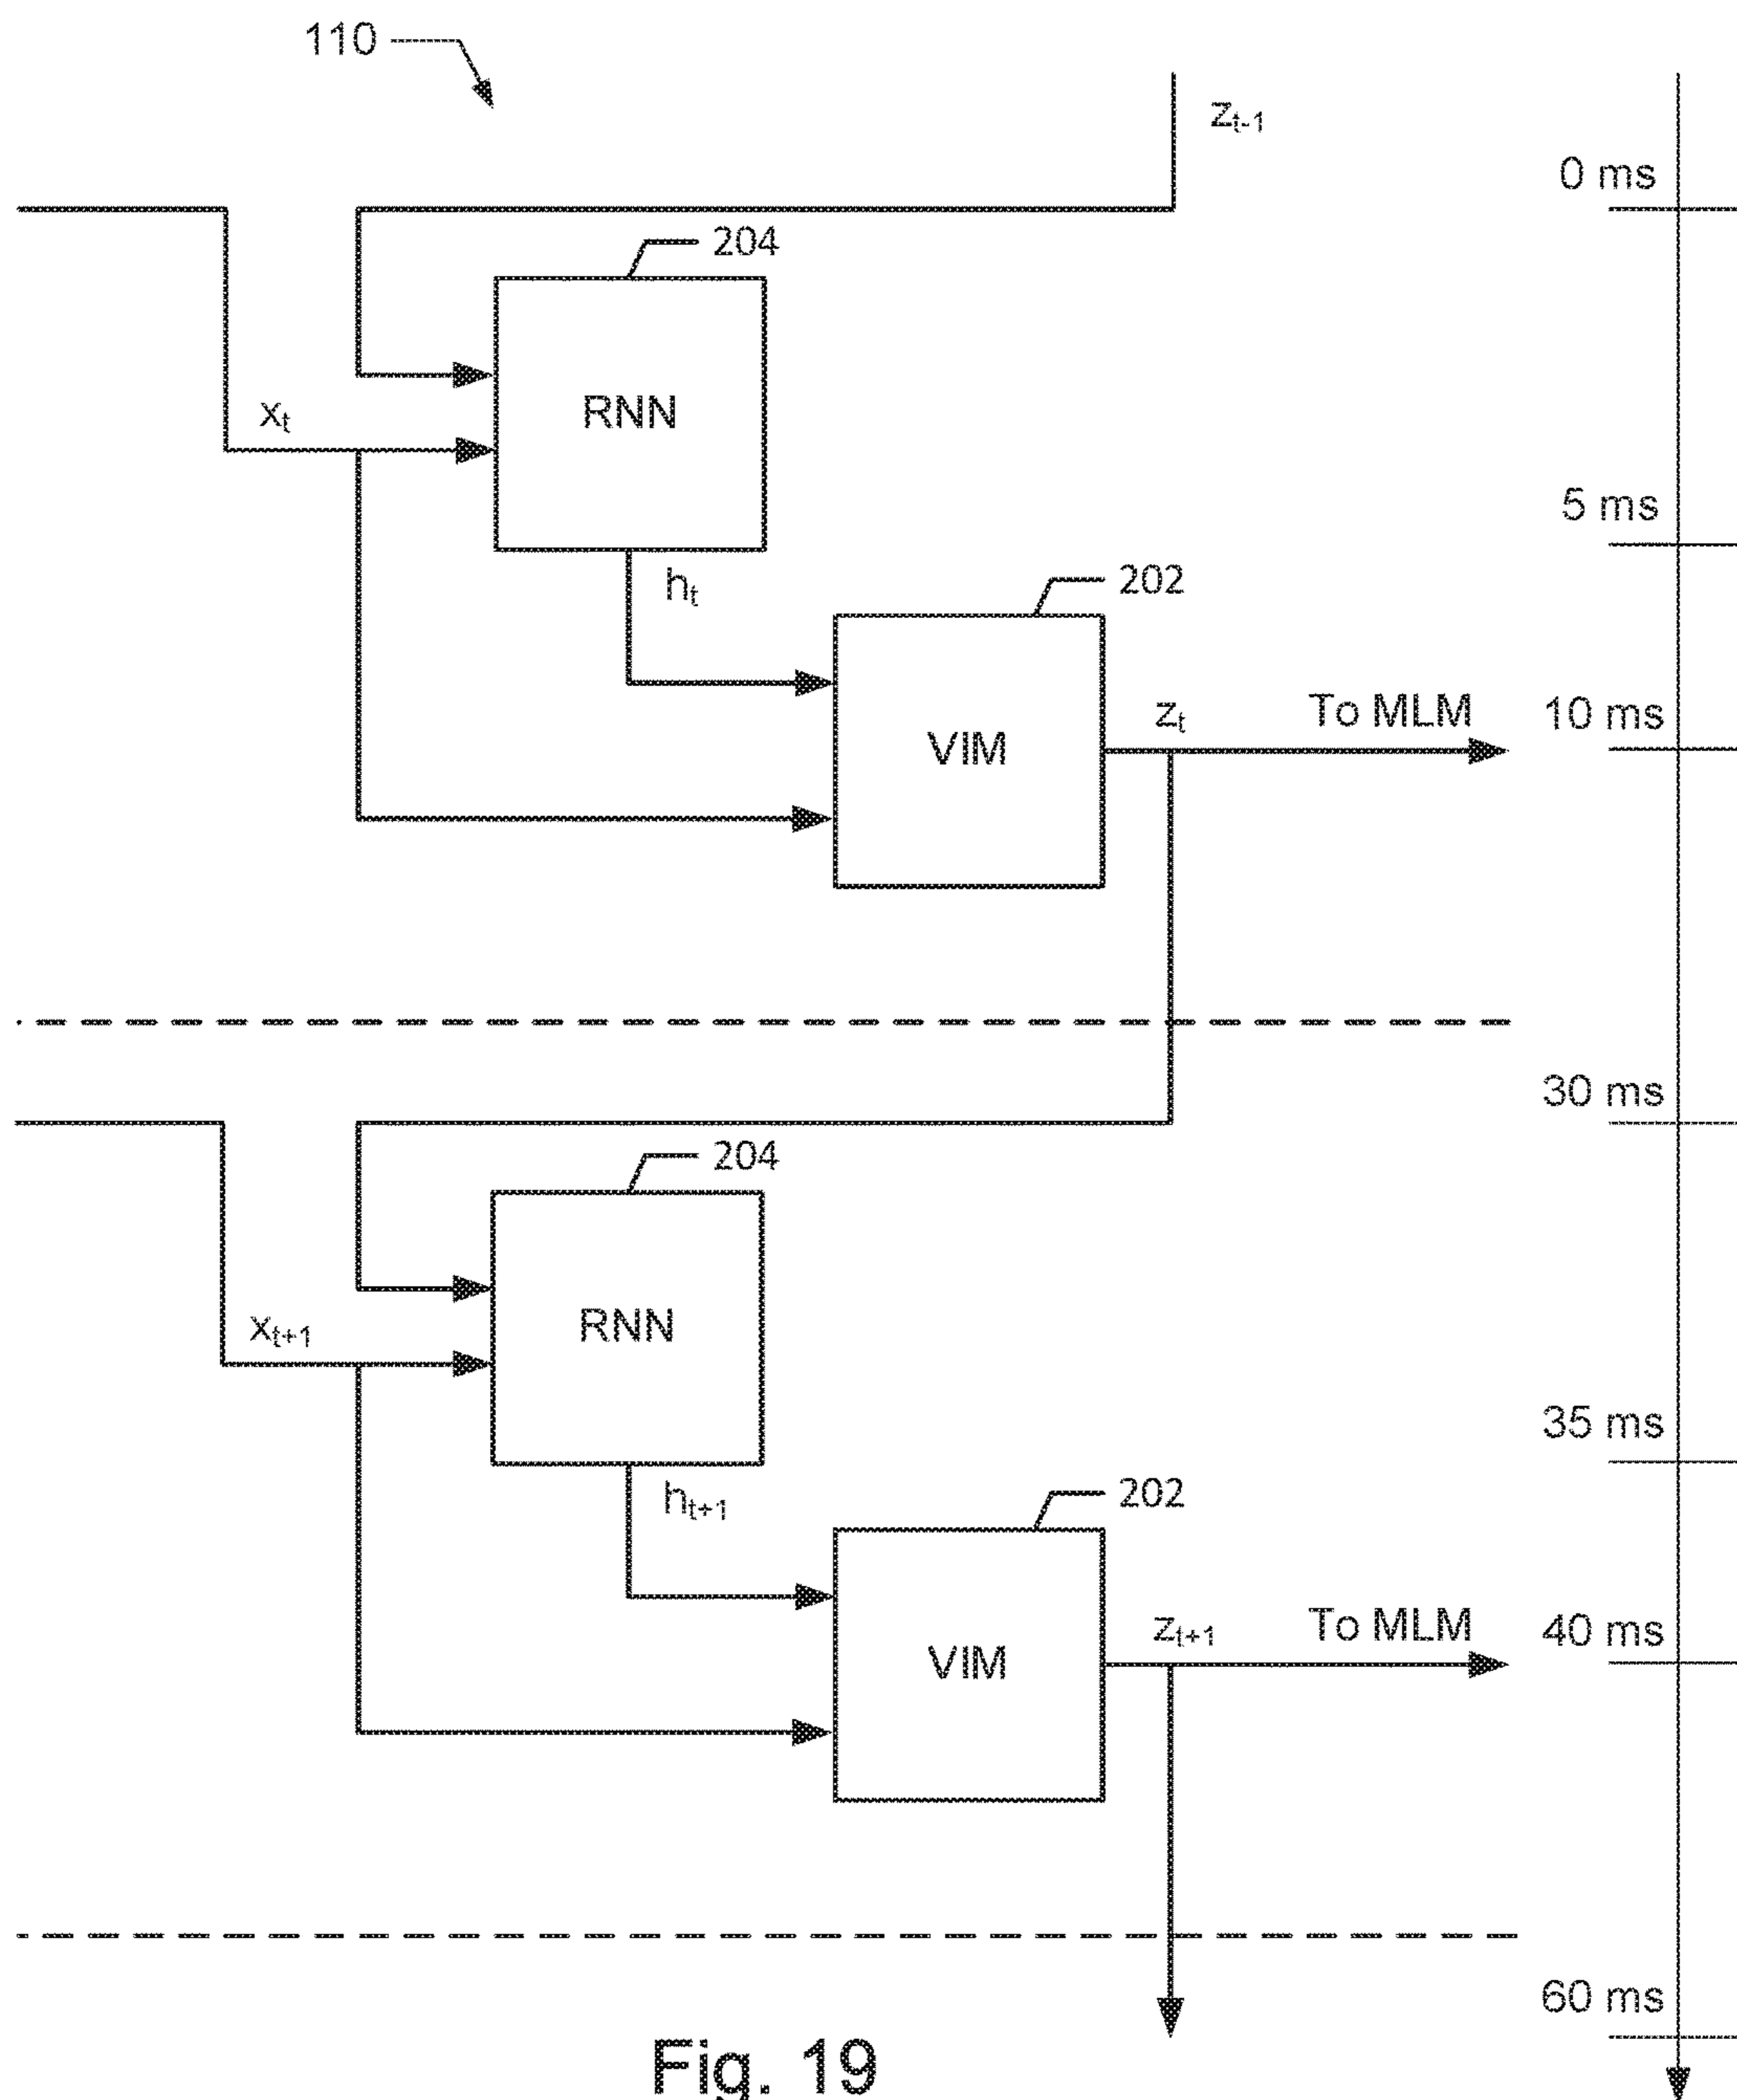 110
z_{t-1}
0 ms
204
RNN
x_t
5 ms
h_t
202
VIM
z_t
To MLM
10 ms
30 ms
204
RNN
x_{t+1}
35 ms
h_{t+1}
202
VIM
z_{t+1}
To MLM
40 ms
60 ms
Fig. 19